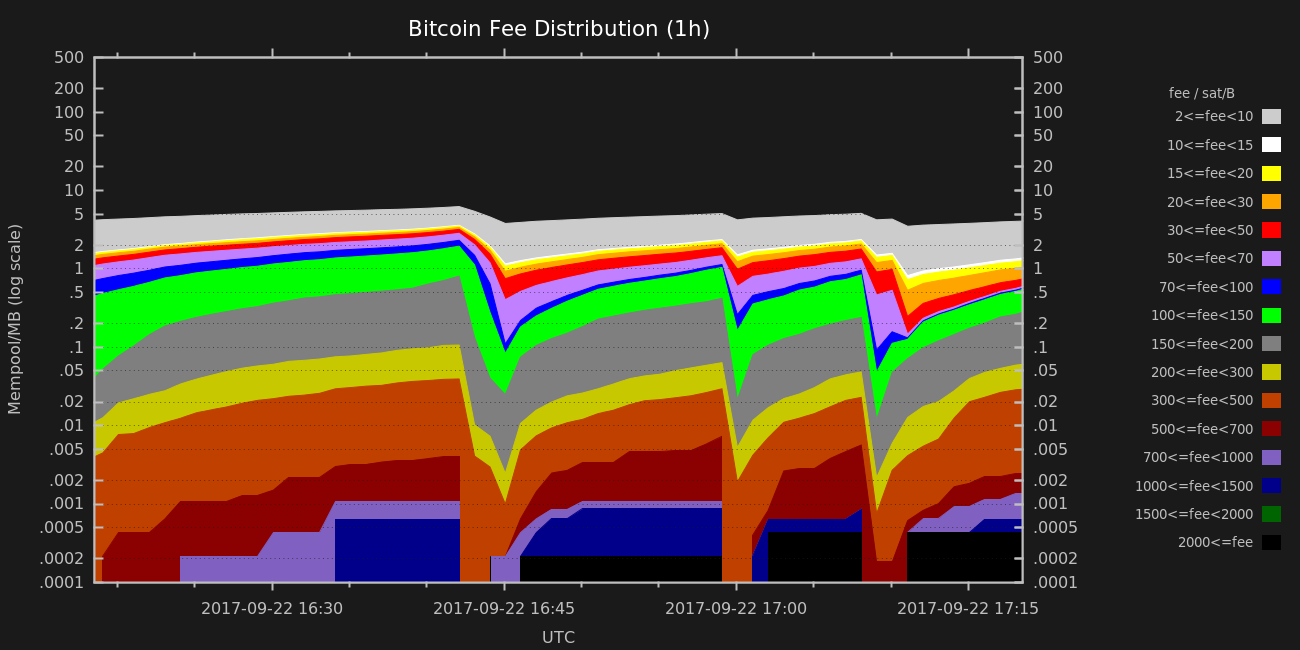 Bitcoin Fee Distribution (1h)
500 500
200 200
100 100
50 50
20 20
10 10
5 5
2 2
1 1
.5 .5
.2 .2
.1 .1
.05 .05
.02 .02
.01 .01
.005 .005
.002 .002
.001 .001
.0005 .0005
.0002 .0002
.0001 .0001
Mempool/MB (log scale)
2017-09-22 16:30 2017-09-22 16:45 2017-09-22 17:00 2017-09-22 17:15
UTC
fee / sat/B
2<=fee<10
10<=fee<15
15<=fee<20
20<=fee<30
30<=fee<50
50<=fee<70
70<=fee<100
100<=fee<150
150<=fee<200
200<=fee<300
300<=fee<500
500<=fee<700
700<=fee<1000
1000<=fee<1500
1500<=fee<2000
2000<=fee